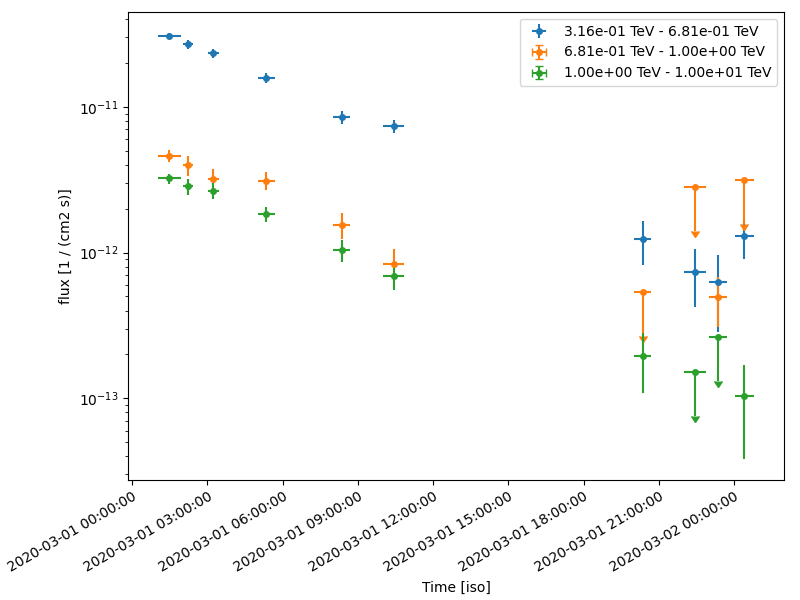 3.16e-01 TeV - 6.81e-01 TeV
6.81e-01 TeV - 1.00e+00 TeV
1.00e+00 TeV - 1.00e+01 TeV
flux [1 / (cm2 s)]
10⁻¹¹
10⁻¹²
10⁻¹³
2020-03-01 00:00:00
2020-03-01 03:00:00
2020-03-01 06:00:00
2020-03-01 09:00:00
2020-03-01 12:00:00
2020-03-01 15:00:00
2020-03-01 18:00:00
2020-03-01 21:00:00
2020-03-02 00:00:00
Time [iso]